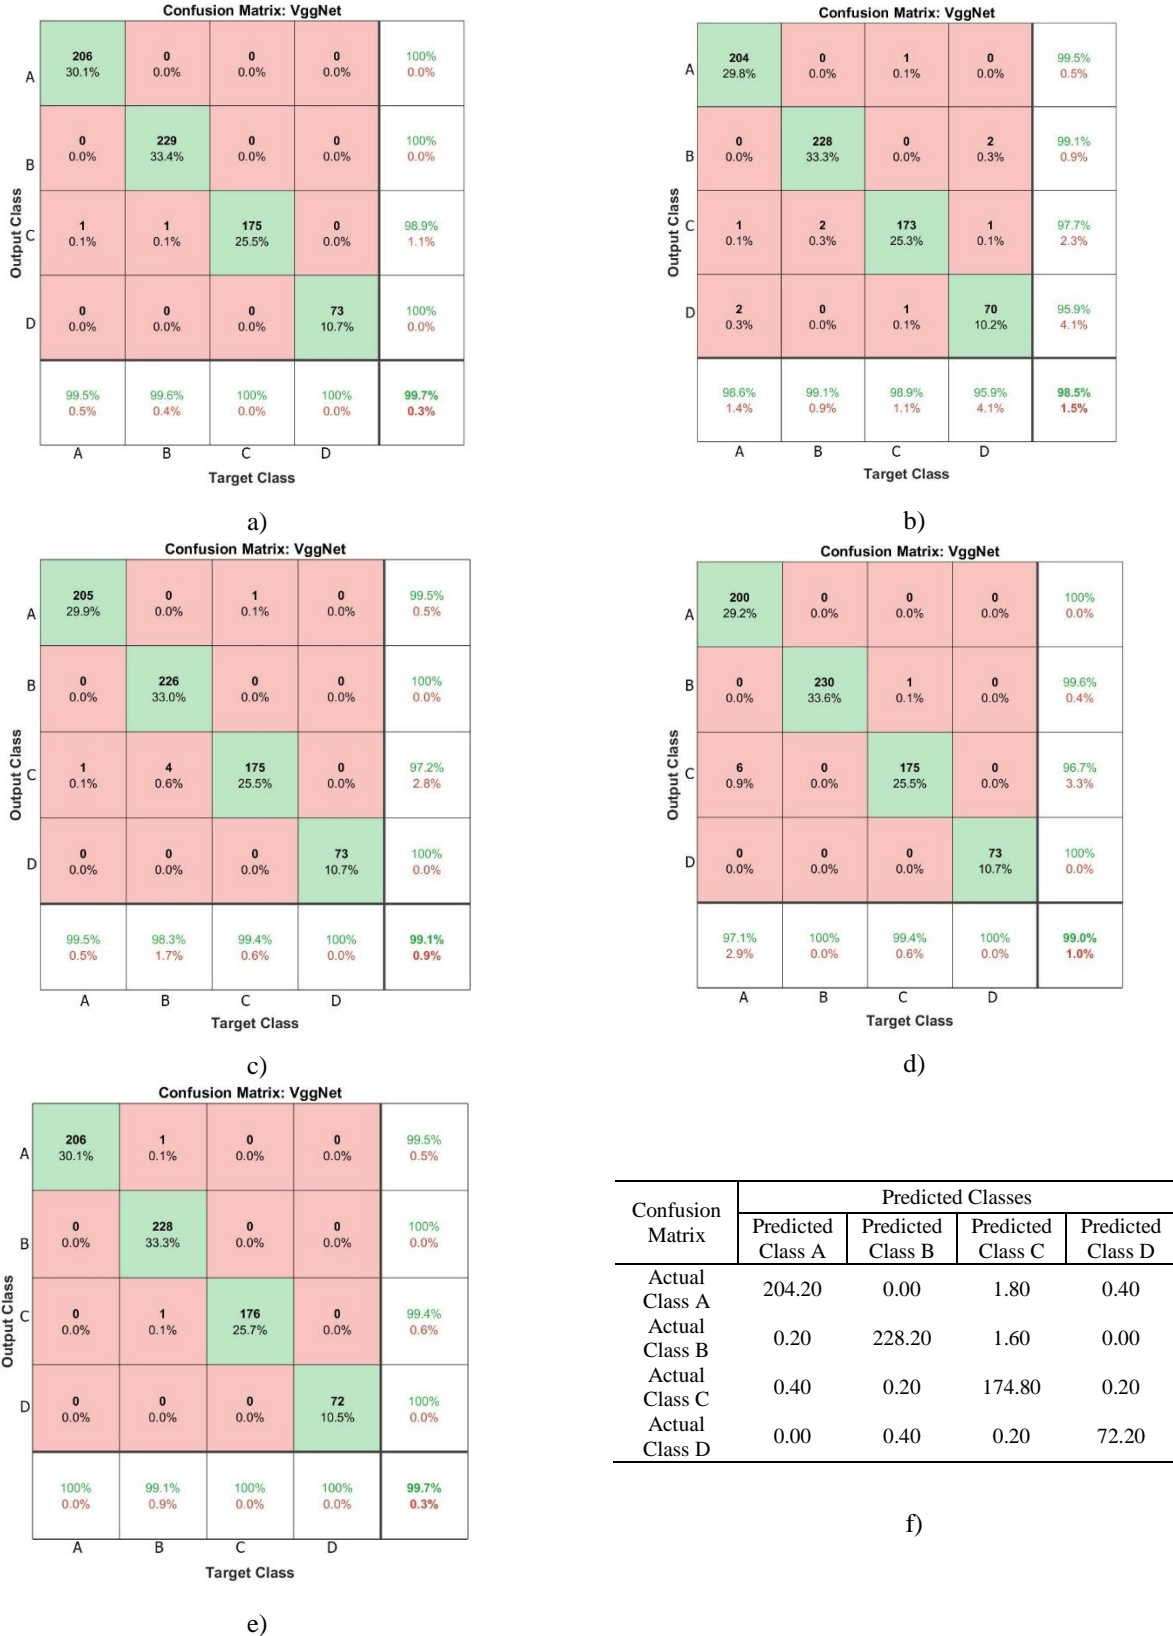 Confusion Matrix: VggNet
206 0 0 0 100%
30.1% 0.0% 0.0% 0.0% 0.0%
A
0 229 0 0 100%
0.0% 33.4% 0.0% 0.0% 0.0%
B
1 1 175 0 98.9%
0.1% 0.1% 25.5% 0.0% 1.1%
C
0 0 0 73 100%
0.0% 0.0% 0.0% 10.7% 0.0%
D
99.5% 99.6% 100% 100% 99.7%
0.5% 0.4% 0.0% 0.0% 0.3%
A B C D
Output Class
Target Class
a)
Confusion Matrix: VggNet
204 0 1 0 99.5%
29.8% 0.0% 0.1% 0.0% 0.5%
A
0 228 0 2 99.1%
0.0% 33.3% 0.0% 0.3% 0.9%
B
1 2 173 1 97.7%
0.1% 0.3% 25.3% 0.1% 2.3%
C
2 0 1 70 95.9%
0.3% 0.0% 0.1% 10.2% 4.1%
D
98.6% 99.1% 98.9% 95.9% 98.5%
1.4% 0.9% 1.1% 4.1% 1.5%
A B C D
Output Class
Target Class
b)
Confusion Matrix: VggNet
205 0 1 0 99.5%
29.9% 0.0% 0.1% 0.0% 0.5%
A
0 226 0 0 100%
0.0% 33.0% 0.0% 0.0% 0.0%
B
1 4 175 0 97.2%
0.1% 0.6% 25.5% 0.0% 2.8%
C
0 0 0 73 100%
0.0% 0.0% 0.0% 10.7% 0.0%
D
99.5% 98.3% 99.4% 100% 99.1%
0.5% 1.7% 0.6% 0.0% 0.9%
A B C D
Output Class
Target Class
c)
Confusion Matrix: VggNet
200 0 0 0 100%
29.2% 0.0% 0.0% 0.0% 0.0%
A
0 230 1 0 99.6%
0.0% 33.6% 0.1% 0.0% 0.4%
B
6 0 175 0 96.7%
0.9% 0.0% 25.5% 0.0% 3.3%
C
0 0 0 73 100%
0.0% 0.0% 0.0% 10.7% 0.0%
D
97.1% 100% 99.4% 100% 99.0%
2.9% 0.0% 0.6% 0.0% 1.0%
A B C D
Output Class
Target Class
d)
Confusion Matrix: VggNet
206 1 0 0 99.5%
30.1% 0.1% 0.0% 0.0% 0.5%
A
0 228 0 0 100%
0.0% 33.3% 0.0% 0.0% 0.0%
B
0 1 176 0 99.4%
0.0% 0.1% 25.7% 0.0% 0.6%
C
0 0 0 72 100%
0.0% 0.0% 0.0% 10.5% 0.0%
D
100% 99.1% 100% 100% 99.7%
0.0% 0.9% 0.0% 0.0% 0.3%
A B C D
Output Class
Target Class
e)
Confusion
Matrix
Predicted Classes
Predicted Predicted Predicted Predicted
Class A Class B Class C Class D
Actual
Class A
204.20 0.00 1.80 0.40
Actual
Class B
0.20 228.20 1.60 0.00
Actual
Class C
0.40 0.20 174.80 0.20
Actual
Class D
0.00 0.40 0.20 72.20
f)